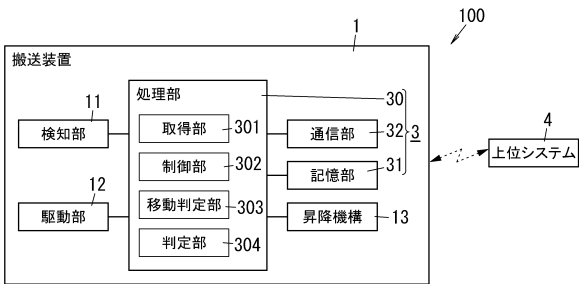 100
1
搬送装置
処理部
30
11
検知部
取得部
301
通信部
32
3
4
上位システム
制御部
302
記憶部
31
12
駆動部
移動判定部
303
昇降機構
13
判定部
304